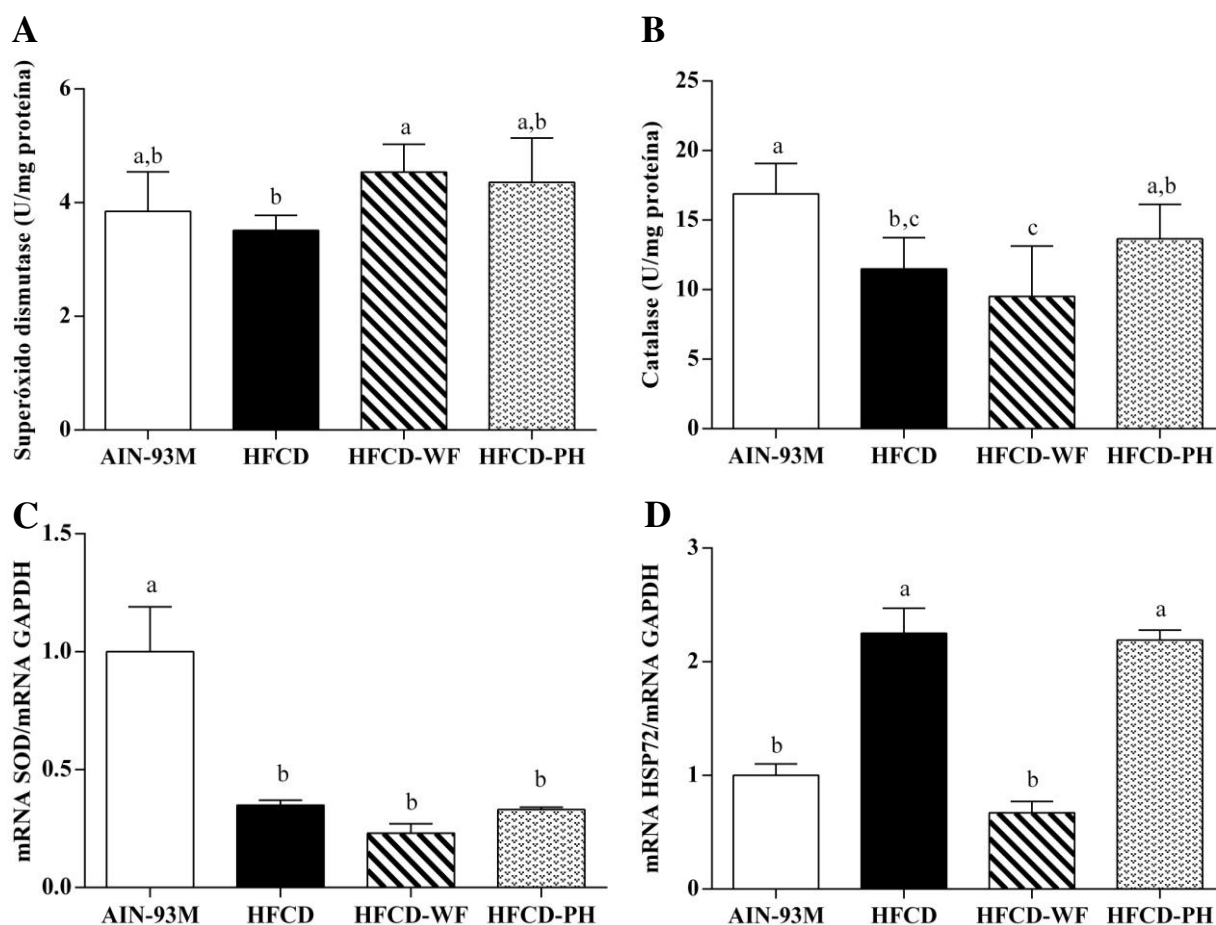 A
Superóxido dismutase (U/mg proteína)
6
4
2
0
a,b
b
a
a,b
AIN-93M
HFCD
HFCD-WF
HFCD-PH
B
Catalase (U/mg proteína)
25
20
15
10
5
0
a
b,c
c
a,b
AIN-93M
HFCD
HFCD-WF
HFCD-PH
C
mRNA SOD/mRNA GAPDH
1.5
1.0
0.5
0.0
a
b
b
b
AIN-93M
HFCD
HFCD-WF
HFCD-PH
D
mRNA HSP72/mRNA GAPDH
3
2
1
0
b
a
b
a
AIN-93M
HFCD
HFCD-WF
HFCD-PH